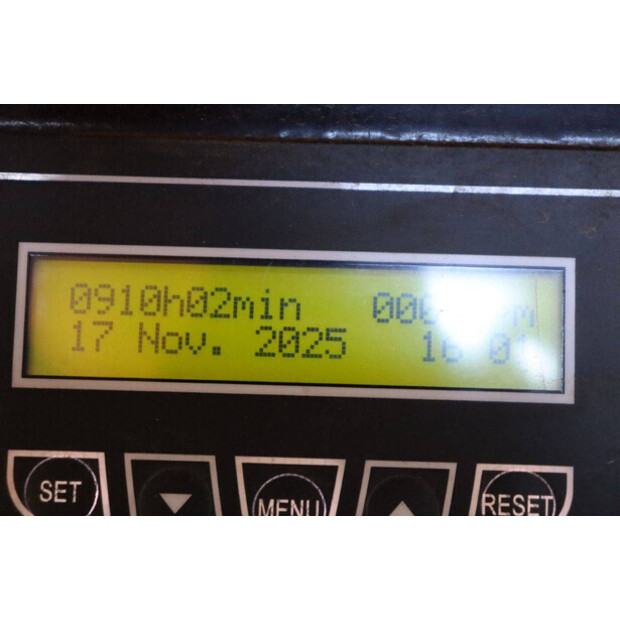 0910h02min
17 Nov. 2025
SET MENU RESET